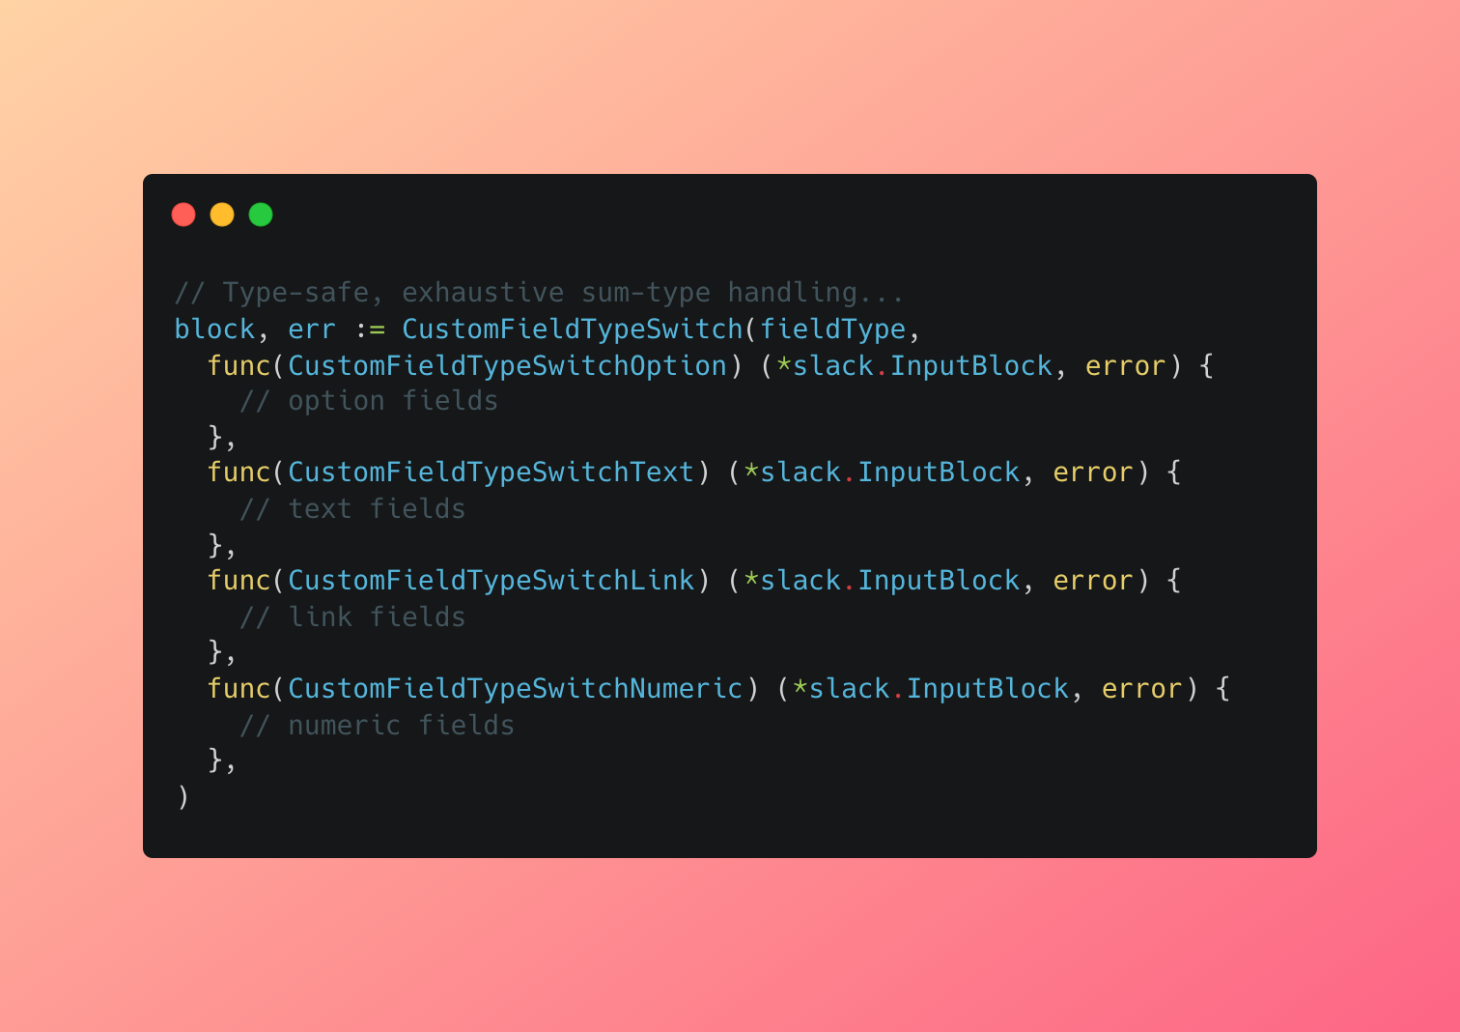 // Type-safe, exhaustive sum-type handling...
block, err := CustomFieldTypeSwitch(fieldType,
  func(CustomFieldTypeSwitchOption) (*slack.InputBlock, error) {
    // option fields
  },
  func(CustomFieldTypeSwitchText) (*slack.InputBlock, error) {
    // text fields
  },
  func(CustomFieldTypeSwitchLink) (*slack.InputBlock, error) {
    // link fields
  },
  func(CustomFieldTypeSwitchNumeric) (*slack.InputBlock, error) {
    // numeric fields
  },
)